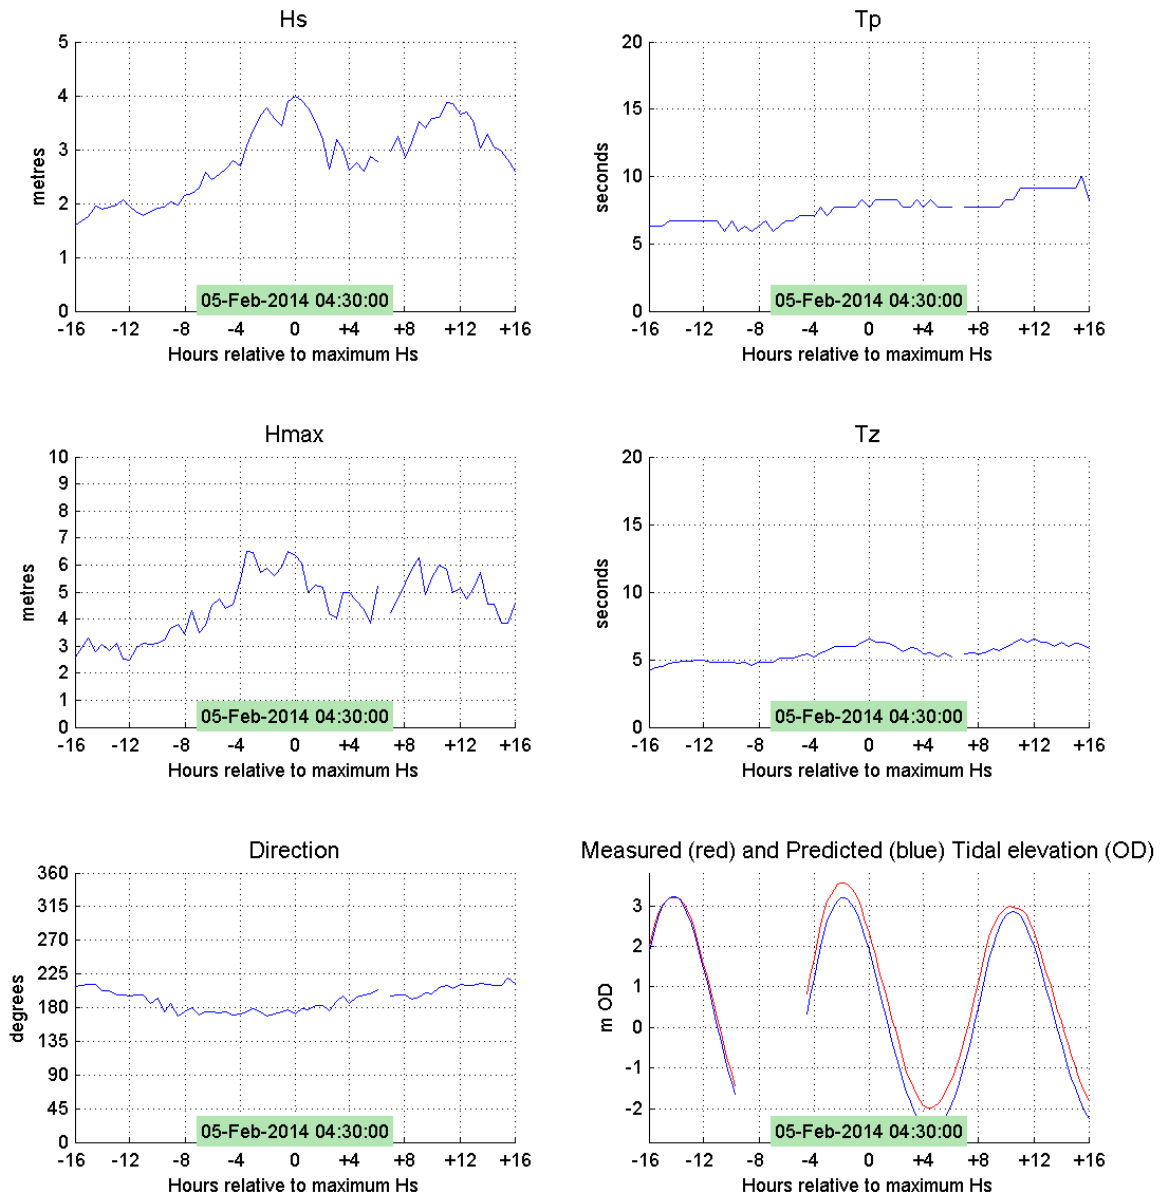 Hs
5
4
3
2
1
0
metres
05-Feb-2014 04:30:00
-16 -12 -8 -4 0 +4 +8 +12 +16
Hours relative to maximum Hs
Tp
20
15
10
5
0
seconds
05-Feb-2014 04:30:00
-16 -12 -8 -4 0 +4 +8 +12 +16
Hours relative to maximum Hs
Hmax
10
9
8
7
6
5
4
3
2
1
0
metres
05-Feb-2014 04:30:00
-16 -12 -8 -4 0 +4 +8 +12 +16
Hours relative to maximum Hs
Tz
20
15
10
5
0
seconds
05-Feb-2014 04:30:00
-16 -12 -8 -4 0 +4 +8 +12 +16
Hours relative to maximum Hs
Direction
360
315
270
225
180
135
90
45
0
degrees
05-Feb-2014 04:30:00
-16 -12 -8 -4 0 +4 +8 +12 +16
Hours relative to maximum Hs
Measured (red) and Predicted (blue) Tidal elevation (OD)
3
2
1
0
-1
-2
m OD
05-Feb-2014 04:30:00
-16 -12 -8 -4 0 +4 +8 +12 +16
Hours relative to maximum Hs